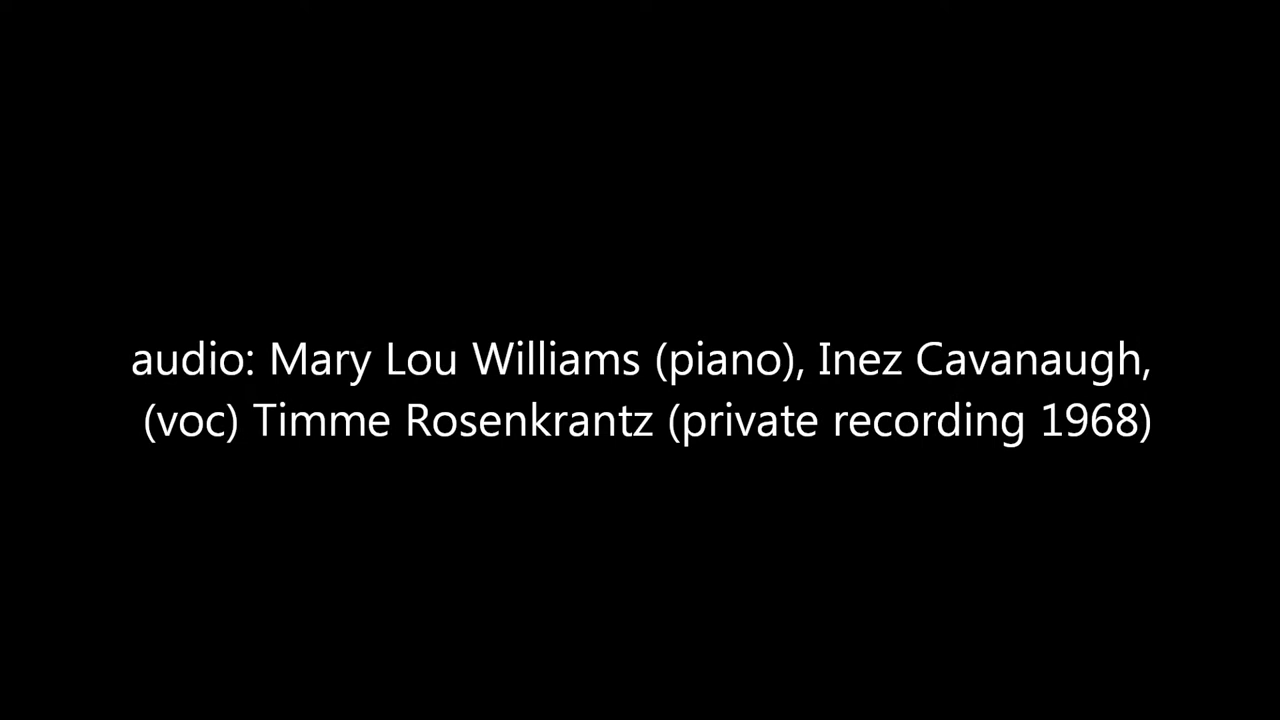 audio: Mary Lou Williams (piano), Inez Cavanaugh,
(voc) Timme Rosenkrantz (private recording 1968)